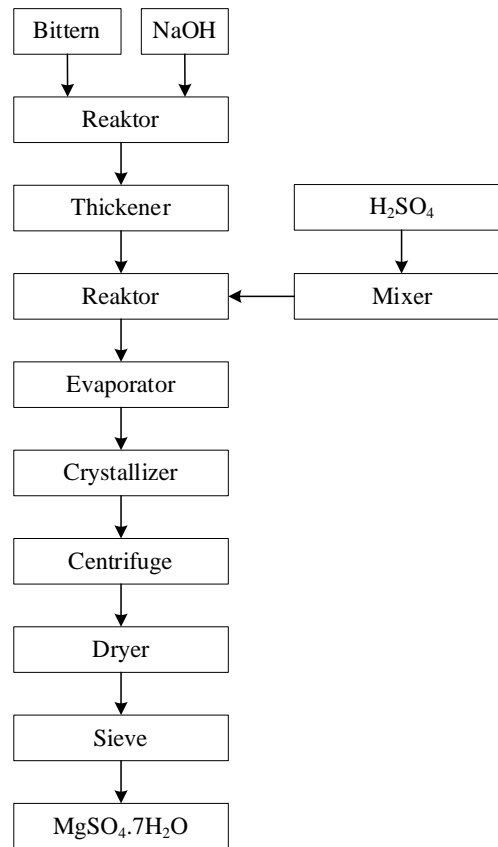 Bittern
NaOH
Reaktor
Thickener
H₂SO₄
Reaktor
Mixer
Evaporator
Crystallizer
Centrifuge
Dryer
Sieve
MgSO₄.7H₂O